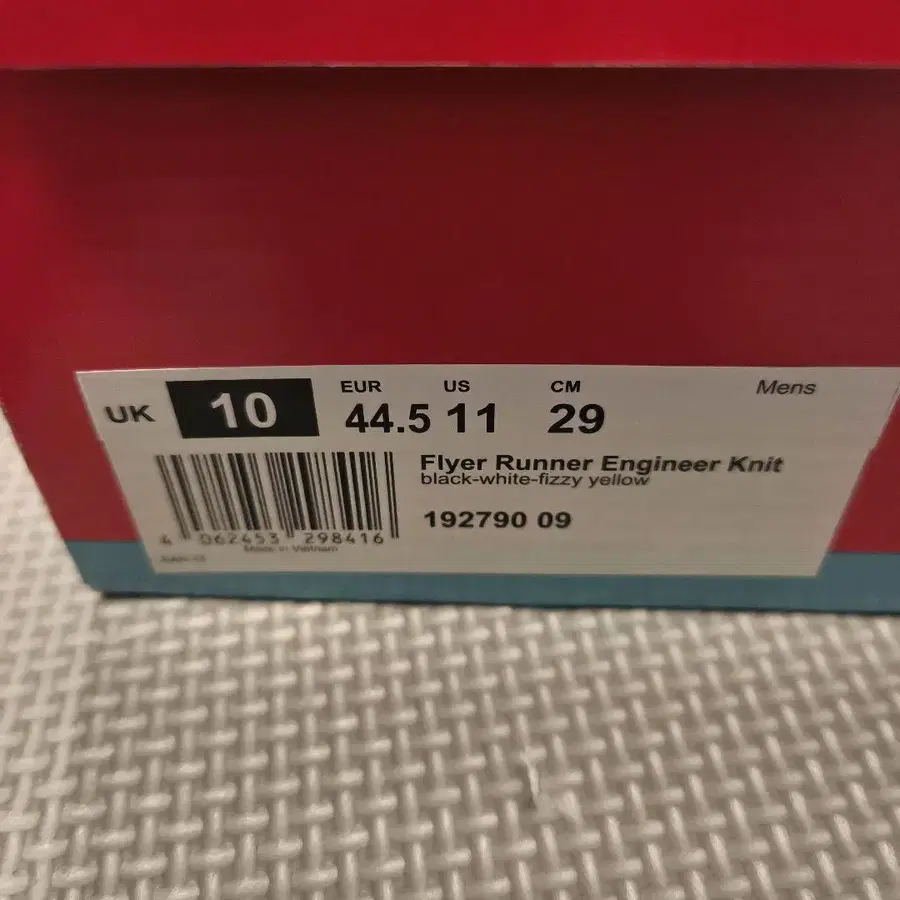 EUR US CM Mens
UK 10 44.5 11 29
Flyer Runner Engineer Knit
black-white-fizzy yellow
192790 09
4 062453 298416
Made in Vietnam